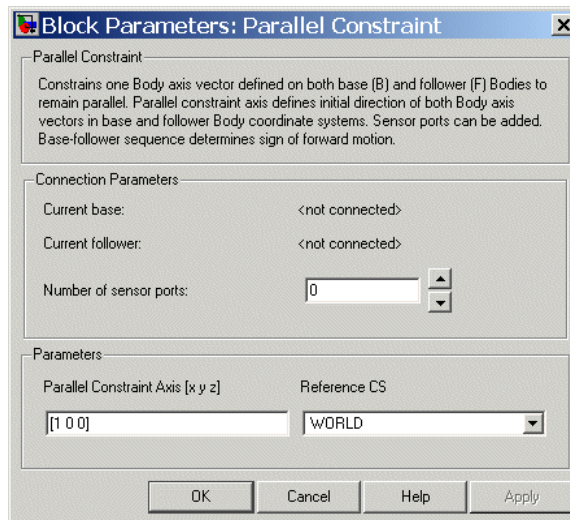 Block Parameters: Parallel Constraint
Parallel Constraint
Constrains one Body axis vector defined on both base (B) and follower (F) Bodies to
remain parallel. Parallel constraint axis defines initial direction of both Body axis
vectors in base and follower Body coordinate systems. Sensor ports can be added.
Base-follower sequence determines sign of forward motion.
Connection Parameters
Current base: <not connected>
Current follower: <not connected>
Number of sensor ports: 0
Parameters
Parallel Constraint Axis [x y z] Reference CS
[1 0 0] WORLD
OK Cancel Help Apply